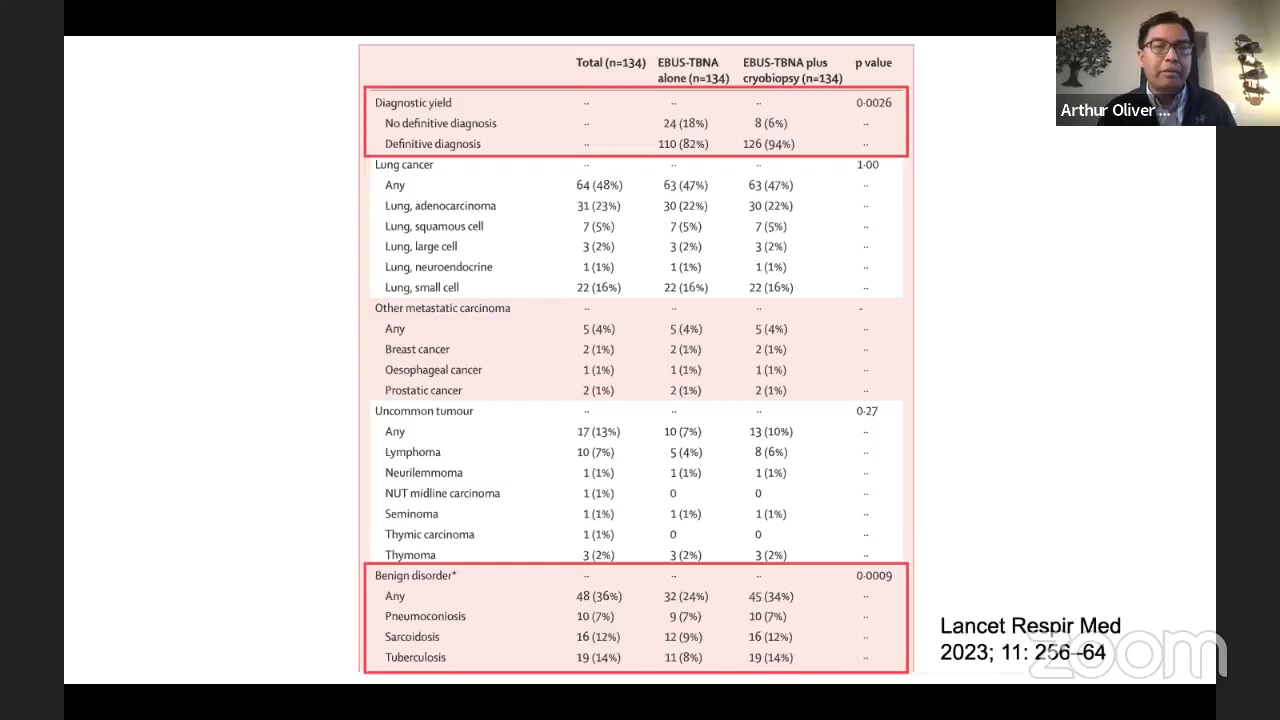 Total (n=134) EBUS-TBNA alone (n=134) EBUS-TBNA plus cryobiopsy (n=134) p value
Diagnostic yield ·· ·· ·· 0·0026
No definitive diagnosis ·· 24 (18%) 8 (6%) ··
Definitive diagnosis ·· 110 (82%) 126 (94%) ··
Lung cancer ·· ·· ·· 1·00
Any 64 (48%) 63 (47%) 63 (47%) ··
Lung, adenocarcinoma 31 (23%) 30 (22%) 30 (22%) ··
Lung, squamous cell 7 (5%) 7 (5%) 7 (5%) ··
Lung, large cell 3 (2%) 3 (2%) 3 (2%) ··
Lung, neuroendocrine 1 (1%) 1 (1%) 1 (1%) ··
Lung, small cell 22 (16%) 22 (16%) 22 (16%) ··
Other metastatic carcinoma ·· ·· ·· -
Any 5 (4%) 5 (4%) 5 (4%) ··
Breast cancer 2 (1%) 2 (1%) 2 (1%) ··
Oesophageal cancer 1 (1%) 1 (1%) 1 (1%) ··
Prostatic cancer 2 (1%) 2 (1%) 2 (1%) ··
Uncommon tumour ·· ·· ·· 0·27
Any 17 (13%) 10 (7%) 13 (10%) ··
Lymphoma 10 (7%) 5 (4%) 8 (6%) ··
Neurilemmoma 1 (1%) 1 (1%) 1 (1%) ··
NUT midline carcinoma 1 (1%) 0 0 ··
Seminoma 1 (1%) 1 (1%) 1 (1%) ··
Thymic carcinoma 1 (1%) 0 0 ··
Thymoma 3 (2%) 3 (2%) 3 (2%) ··
Benign disorder* ·· ·· ·· 0·0009
Any 48 (36%) 32 (24%) 45 (34%) ··
Pneumoconiosis 10 (7%) 9 (7%) 10 (7%) ··
Sarcoidosis 16 (12%) 12 (9%) 16 (12%) ··
Tuberculosis 19 (14%) 11 (8%) 19 (14%) ··
Arthur Oliver ...
Lancet Respir Med
2023; 11: 256–64
zoom